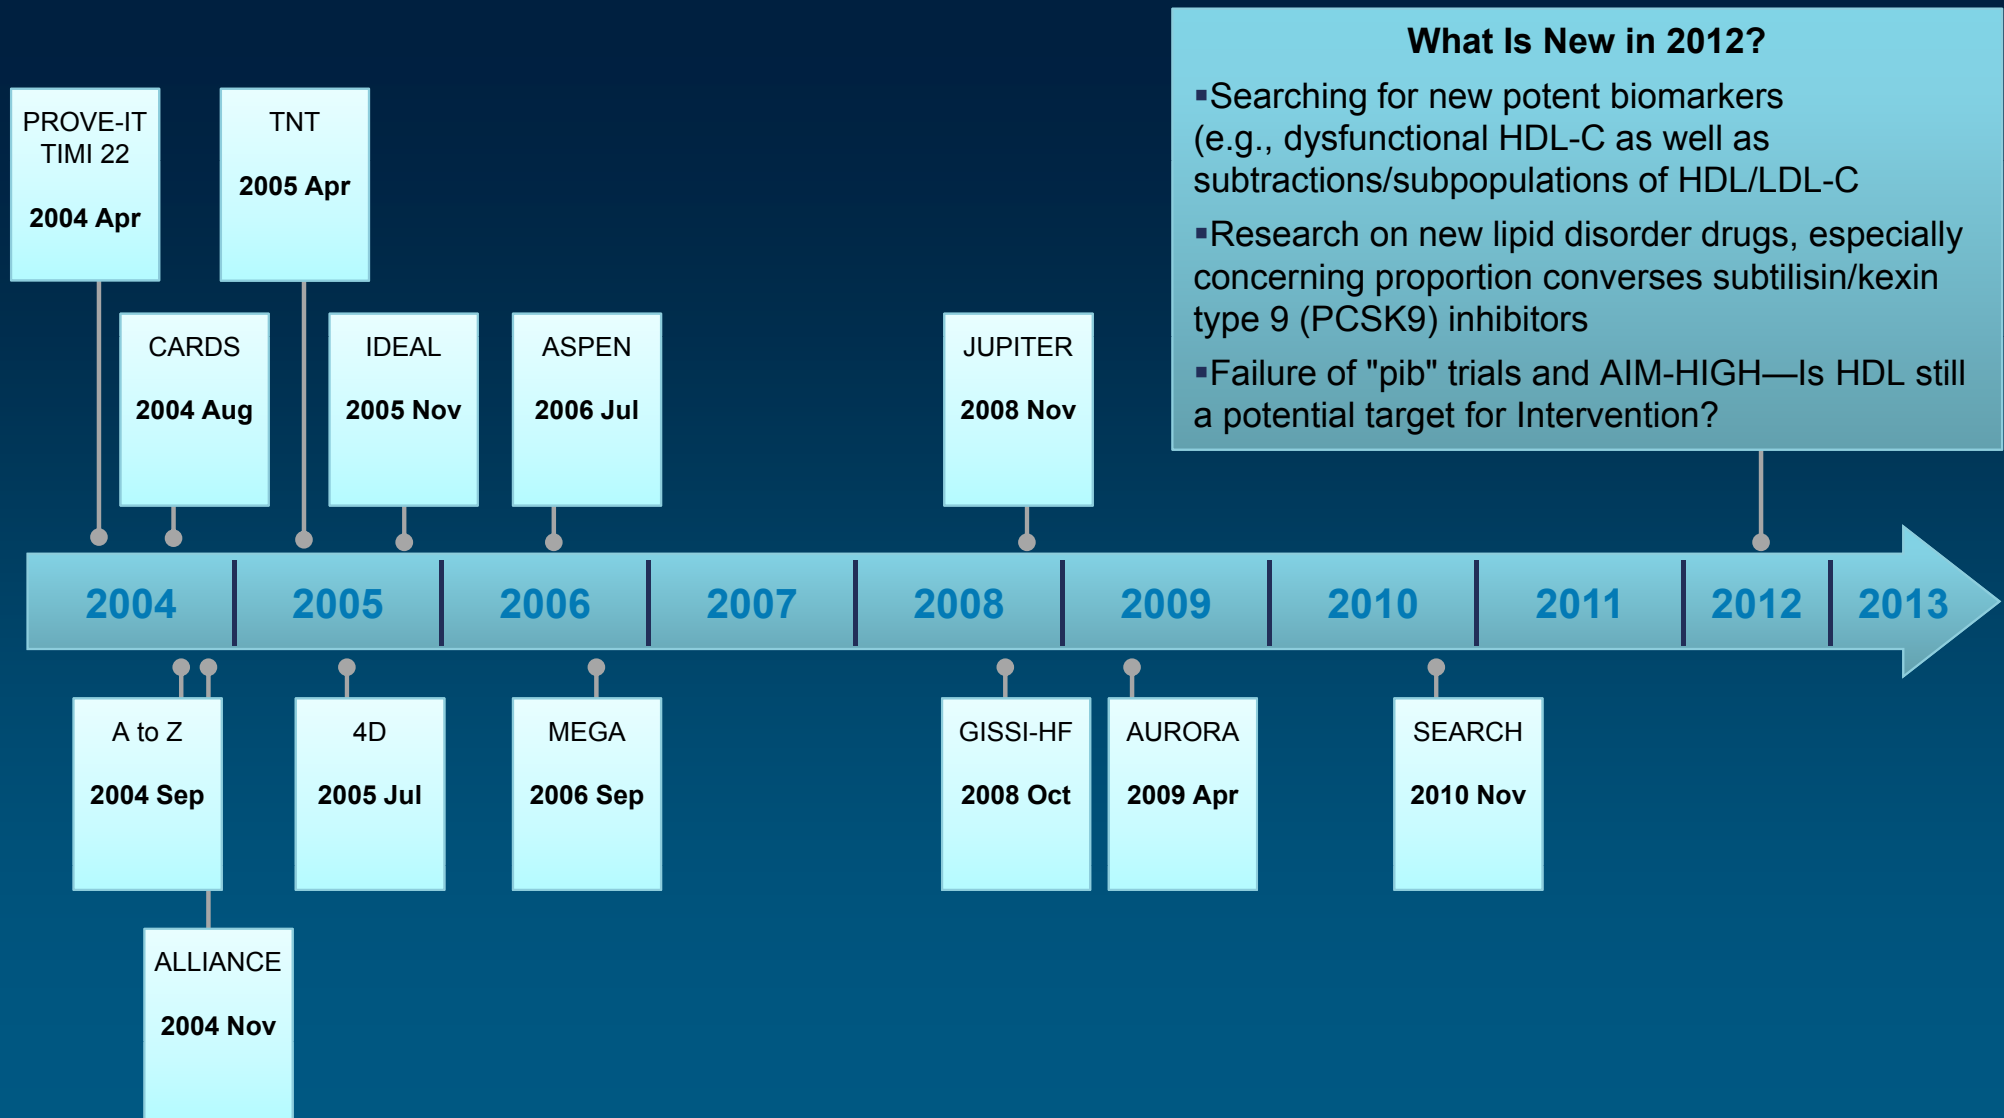 What Is New in 2012?
▪Searching for new potent biomarkers
(e.g., dysfunctional HDL-C as well as
subtractions/subpopulations of HDL/LDL-C
▪Research on new lipid disorder drugs, especially
concerning proportion converses subtilisin/kexin
type 9 (PCSK9) inhibitors
▪Failure of "pib" trials and AIM-HIGH—Is HDL still
a potential target for Intervention?
PROVE-IT
TIMI 22
2004 Apr
TNT
2005 Apr
CARDS
2004 Aug
IDEAL
2005 Nov
ASPEN
2006 Jul
JUPITER
2008 Nov
2004 2005 2006 2007 2008 2009 2010 2011 2012 2013
A to Z
2004 Sep
4D
2005 Jul
MEGA
2006 Sep
GISSI-HF
2008 Oct
AURORA
2009 Apr
SEARCH
2010 Nov
ALLIANCE
2004 Nov